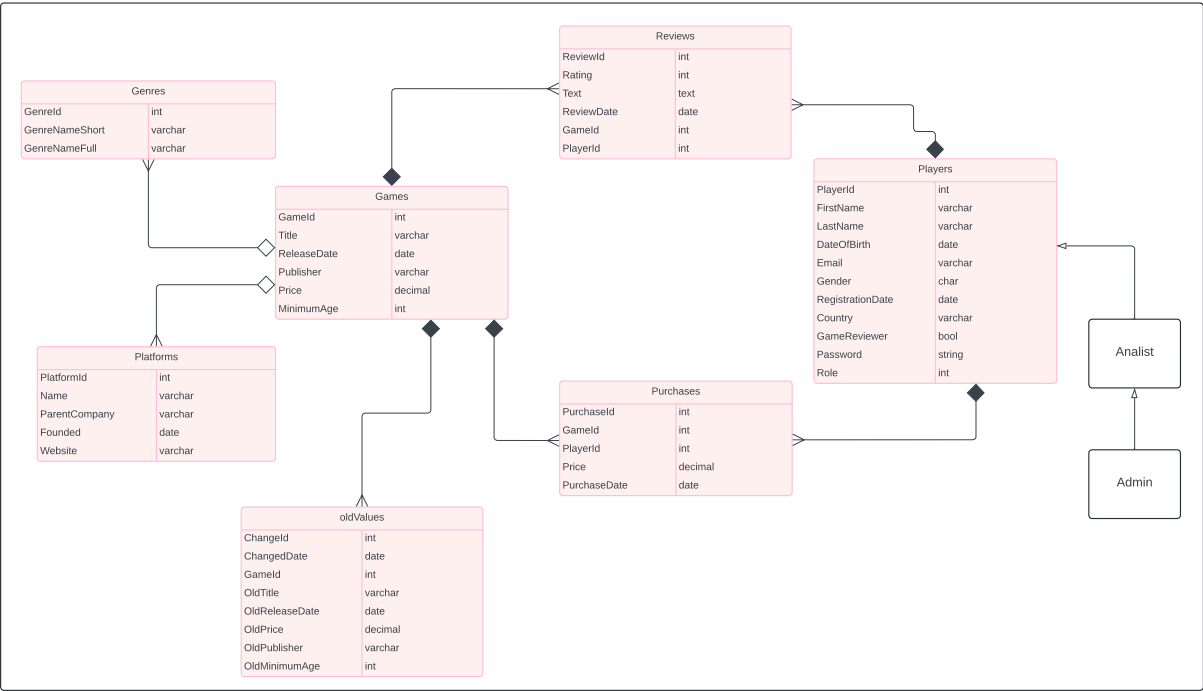 Reviews
ReviewId int
Rating int
Text text
ReviewDate date
GameId int
PlayerId int
Genres
GenreId int
GenreNameShort varchar
GenreNameFull varchar
Players
PlayerId int
FirstName varchar
LastName varchar
DateOfBirth date
Email varchar
Gender char
RegistrationDate date
Country varchar
GameReviewer bool
Password string
Role int
Games
GameId int
Title varchar
ReleaseDate date
Publisher varchar
Price decimal
MinimumAge int
Analist
Platforms
PlatformId int
Name varchar
ParentCompany varchar
Founded date
Website varchar
Purchases
PurchaseId int
GameId int
PlayerId int
Price decimal
PurchaseDate date
Admin
oldValues
ChangeId int
ChangedDate date
GameId int
OldTitle varchar
OldReleaseDate date
OldPrice decimal
OldPublisher varchar
OldMinimumAge int